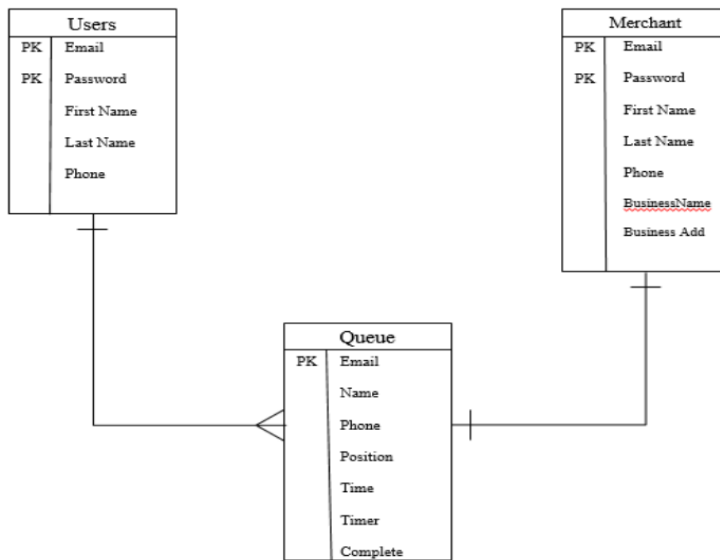 Users
PK Email
PK Password
First Name
Last Name
Phone
Merchant
PK Email
PK Password
First Name
Last Name
Phone
BusinessName
Business Add
Queue
PK Email
Name
Phone
Position
Time
Timer
Complete